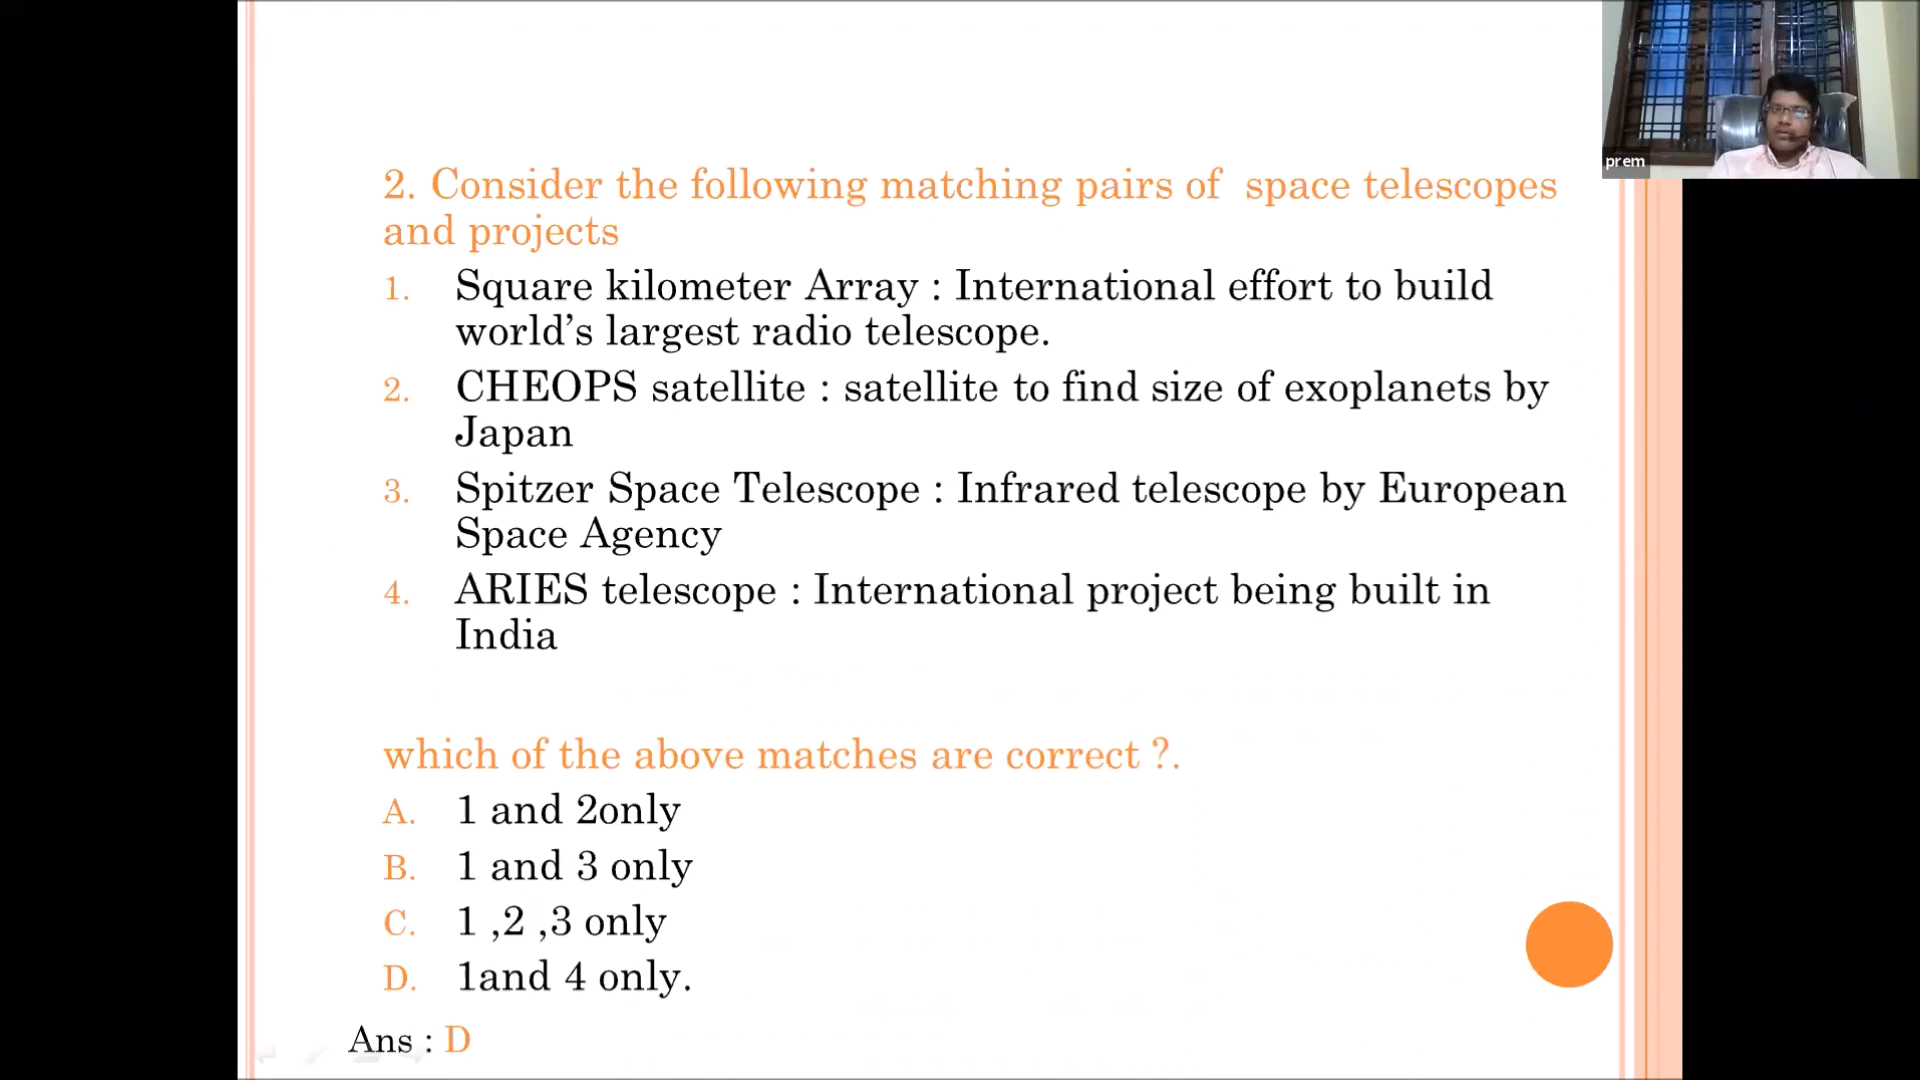 prem
2. Consider the following matching pairs of space telescopes
and projects
1. Square kilometer Array : International effort to build
world’s largest radio telescope.
2. CHEOPS satellite : satellite to find size of exoplanets by
Japan
3. Spitzer Space Telescope : Infrared telescope by European
Space Agency
4. ARIES telescope : International project being built in
India
which of the above matches are correct ?.
A. 1 and 2only
B. 1 and 3 only
C. 1 ,2 ,3 only
D. 1and 4 only.
Ans : D